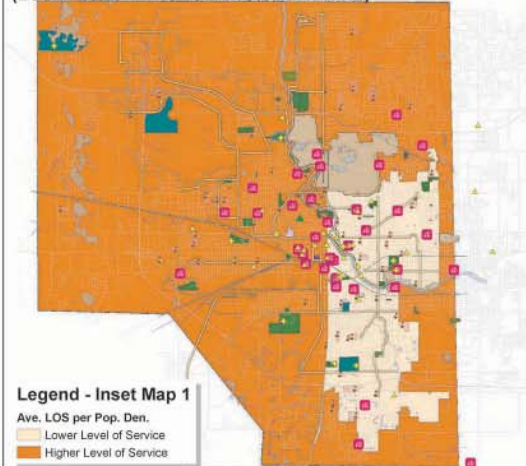 Legend - Inset Map 1
Ave. LOS per Pop. Den.
Lower Level of Service
Higher Level of Service